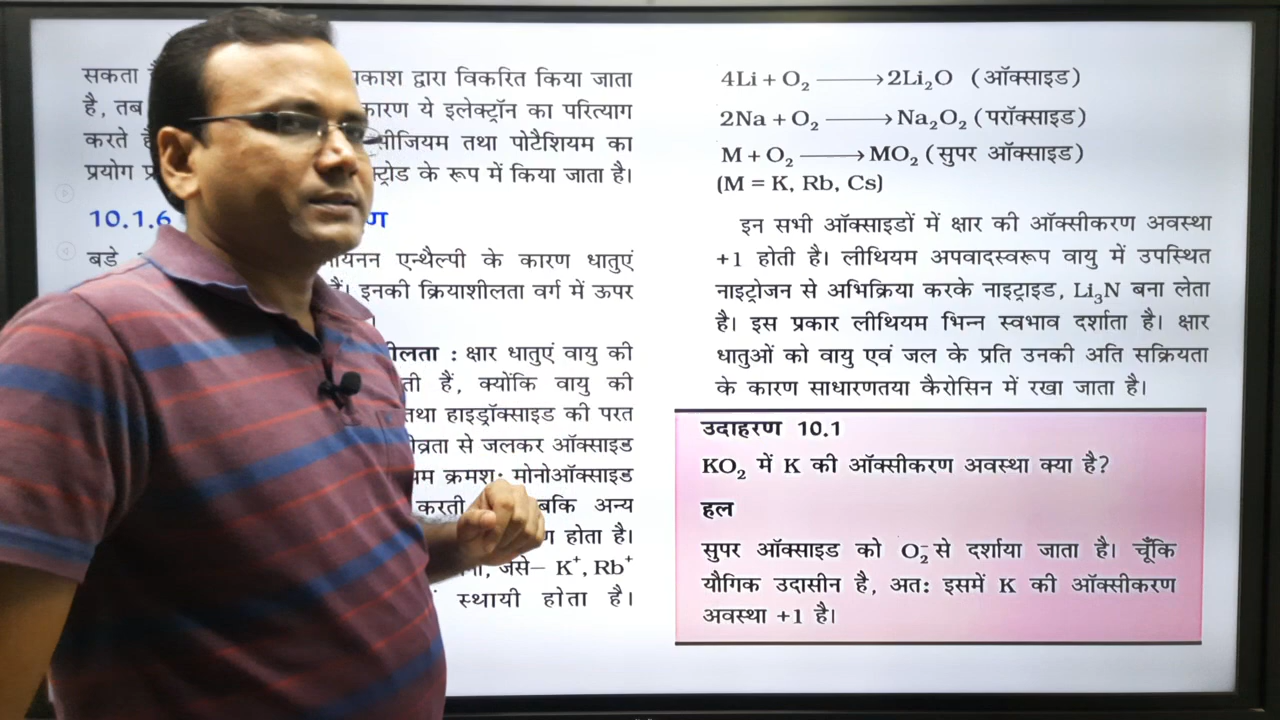 सकता
काश द्वारा विकरित किया जाता
है, तब
कारण ये इलेक्ट्रॉन का परित्याग
करते
सीजियम तथा पोटैशियम का
प्रयोग
ट्रोड के रूप में किया जाता है।
10.1.6
बडे
एन्थैल्पी के कारण धातुएं
इनकी क्रियाशीलता वर्ग में ऊपर
क्षार धातुएं वायु की
हैं, क्योंकि वायु की
तथा हाइड्रॉक्साइड की परत
से जलकर ऑक्साइड
क्रमश: मोनोऑक्साइड
करती
अन्य
होता है।
जसे– K⁺, Rb⁺
स्थायी होता है।
4Li + O₂ ⟶ 2Li₂O (ऑक्साइड)
2Na + O₂ ⟶ Na₂O₂ (परॉक्साइड)
M + O₂ ⟶ MO₂ (सुपर ऑक्साइड)
(M = K, Rb, Cs)
इन सभी ऑक्साइडों में क्षार की ऑक्सीकरण अवस्था
+1 होती है। लीथियम अपवादस्वरूप वायु में उपस्थित
नाइट्रोजन से अभिक्रिया करके नाइट्राइड, Li₃N बना लेता
है। इस प्रकार लीथियम भिन्न स्वभाव दर्शाता है। क्षार
धातुओं को वायु एवं जल के प्रति उनकी अति सक्रियता
के कारण साधारणतया कैरोसिन में रखा जाता है।
उदाहरण 10.1
KO₂ में K की ऑक्सीकरण अवस्था क्या है?
हल
सुपर ऑक्साइड को O₂⁻ से दर्शाया जाता है। चूँकि
यौगिक उदासीन है, अत: इसमें K की ऑक्सीकरण
अवस्था +1 है।